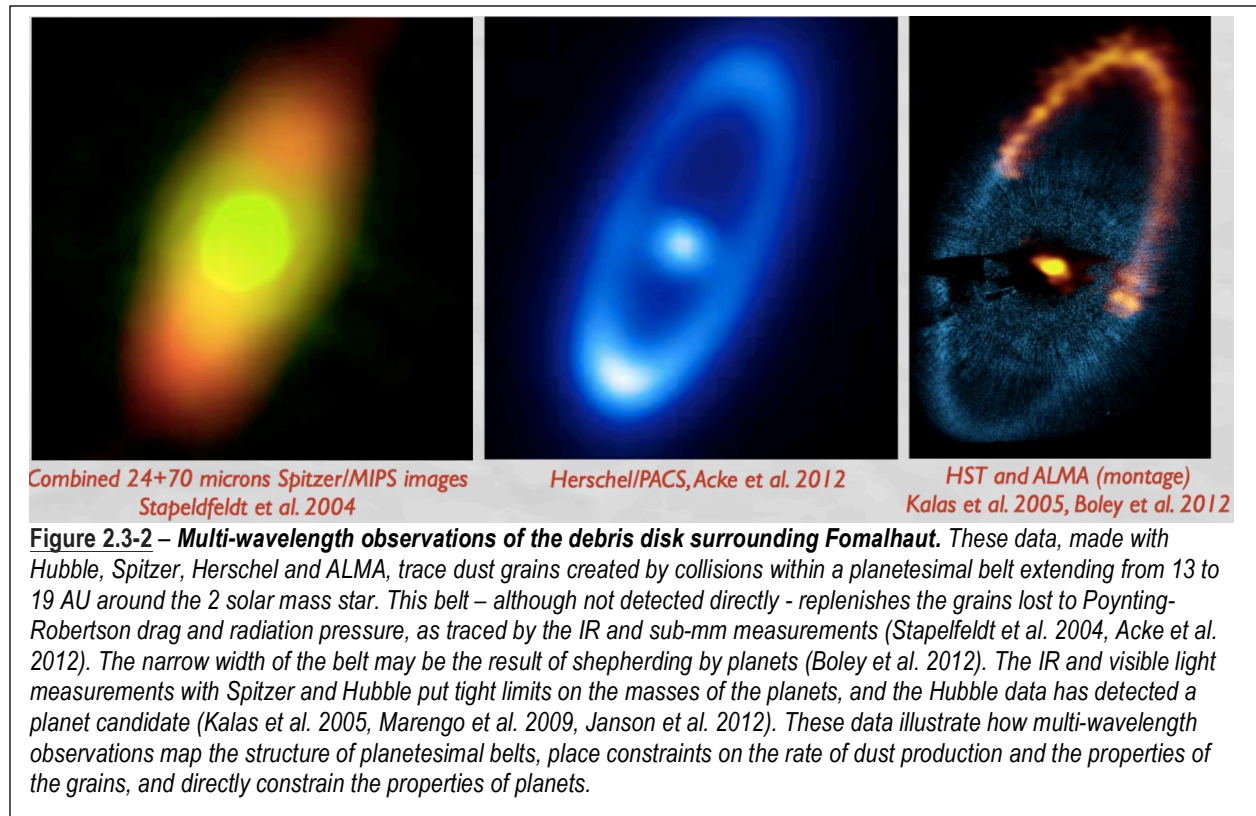 Combined 24+70 microns Spitzer/MIPS images
Stapeldfeldt et al. 2004
Herschel/PACS, Acke et al. 2012
HST and ALMA (montage)
Kalas et al. 2005, Boley et al. 2012
Figure 2.3-2 – Multi-wavelength observations of the debris disk surrounding Fomalhaut. These data, made with
Hubble, Spitzer, Herschel and ALMA, trace dust grains created by collisions within a planetesimal belt extending from 13 to
19 AU around the 2 solar mass star. This belt – although not detected directly - replenishes the grains lost to Poynting-
Robertson drag and radiation pressure, as traced by the IR and sub-mm measurements (Stapelfeldt et al. 2004, Acke et al.
2012). The narrow width of the belt may be the result of shepherding by planets (Boley et al. 2012). The IR and visible light
measurements with Spitzer and Hubble put tight limits on the masses of the planets, and the Hubble data has detected a
planet candidate (Kalas et al. 2005, Marengo et al. 2009, Janson et al. 2012). These data illustrate how multi-wavelength
observations map the structure of planetesimal belts, place constraints on the rate of dust production and the properties of
the grains, and directly constrain the properties of planets.